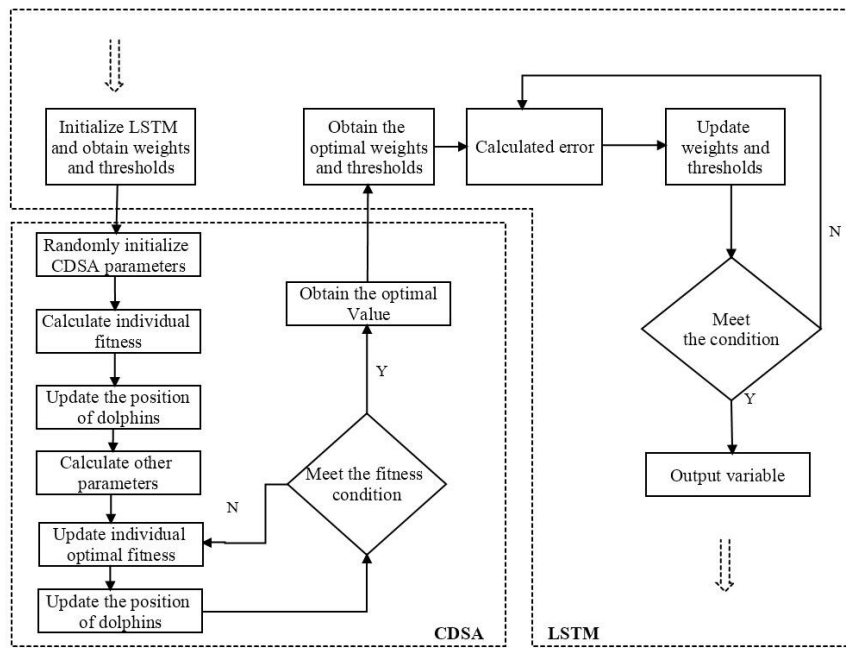 Initialize LSTM
and obtain weights
and thresholds
Obtain the
optimal weights
and thresholds
Calculated error
Update
weights and
thresholds
N
Randomly initialize
CDSA parameters
Calculate individual
fitness
Update the position
of dolphins
Calculate other
parameters
Update individual
optimal fitness
Update the position
of dolphins
Obtain the optimal
Value
Y
Meet the fitness
condition
N
Meet
the condition
Y
Output variable
CDSA
LSTM